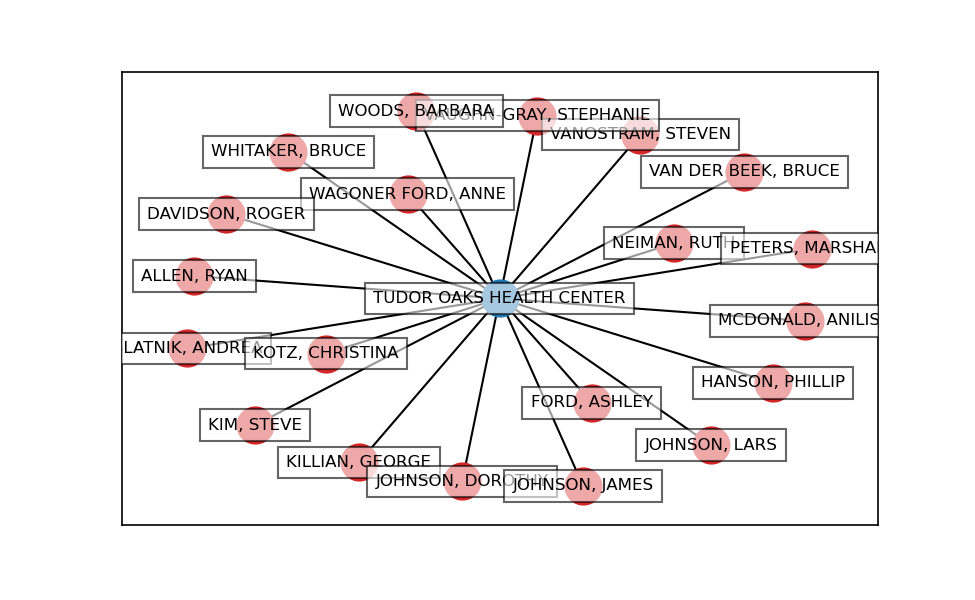 WOODS, BARBARA
VAUGHN-GRAY, STEPHANIE
VANOSTRAM, STEVEN
WHITAKER, BRUCE
VAN DER BEEK, BRUCE
WAGONER FORD, ANNE
DAVIDSON, ROGER
NEIMAN, RUTH
PETERS, MARSHA
ALLEN, RYAN
TUDOR OAKS HEALTH CENTER
MCDONALD, ANILIS
LATNIK, ANDREA
KOTZ, CHRISTINA
HANSON, PHILLIP
FORD, ASHLEY
KIM, STEVE
JOHNSON, LARS
KILLIAN, GEORGE
JOHNSON, DOROTHY
JOHNSON, JAMES